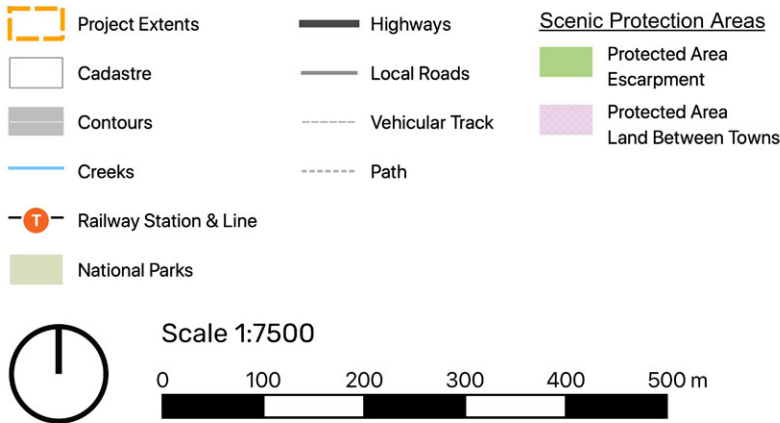 Project Extents
Cadastre
Contours
Creeks
T
Railway Station & Line
National Parks
Highways
Local Roads
Vehicular Track
Path
Scenic Protection Areas
Protected Area
Escarpment
Protected Area
Land Between Towns
Scale 1:7500
0 100 200 300 400 500 m